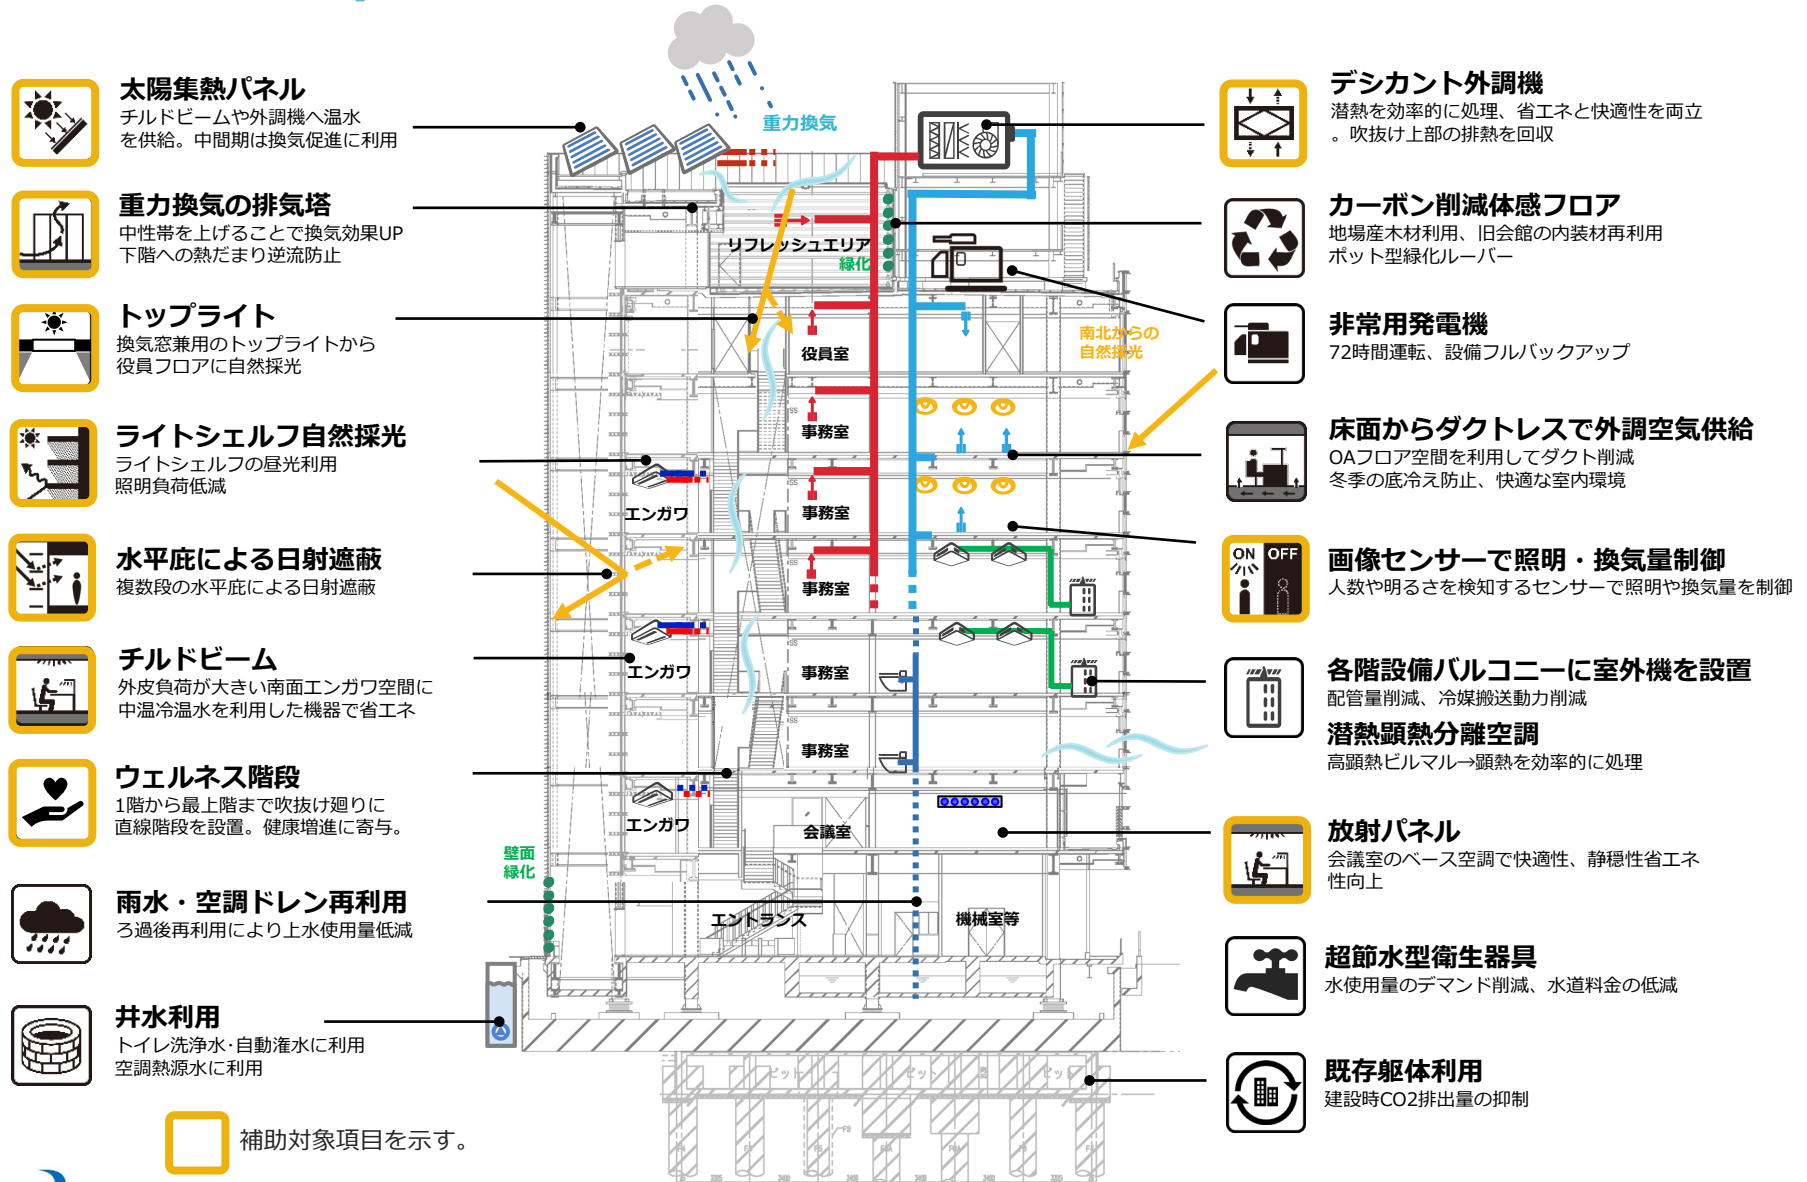 太陽集熱パネル
チルドビームや外調機へ温水
を供給。中間期は換気促進に利用
重力換気の排気塔
中性帯を上げることで換気効果UP
下階への熱だまり逆流防止
トップライト
換気窓兼用のトップライトから
役員フロアに自然採光
ライトシェルフ自然採光
ライトシェルフの昼光利用
照明負荷低減
水平庇による日射遮蔽
複数段の水平庇による日射遮蔽
チルドビーム
外皮負荷が大きい南面エンガワ空間に
中温冷温水を利用した機器で省エネ
ウェルネス階段
1階から最上階まで吹抜け廻りに
直線階段を設置。健康増進に寄与。
雨水・空調ドレン再利用
ろ過後再利用により上水使用量低減
井水利用
トイレ洗浄水・自動潅水に利用
空調熱源水に利用
補助対象項目を示す。
重力換気
リフレッシュエリア
緑化
役員室
南北からの
自然採光
事務室
エンガワ
事務室
事務室
エンガワ
事務室
事務室
エンガワ
会議室
壁面
緑化
エントランス
機械室等
ピット
ピット
ピット
デシカント外調機
潜熱を効率的に処理、省エネと快適性を両立
。吹抜け上部の排熱を回収
カーボン削減体感フロア
地場産木材利用、旧会館の内装材再利用
ポット型緑化ルーバー
非常用発電機
72時間運転、設備フルバックアップ
床面からダクトレスで外調空気供給
OAフロア空間を利用してダクト削減
冬季の底冷え防止、快適な室内環境
ON OFF
画像センサーで照明・換気量制御
人数や明るさを検知するセンサーで照明や換気量を制御
各階設備バルコニーに室外機を設置
配管量削減、冷媒搬送動力削減
潜熱顕熱分離空調
高顕熱ビルマル→顕熱を効率的に処理
放射パネル
会議室のベース空調で快適性、静穏性省エネ
性向上
超節水型衛生器具
水使用量のデマンド削減、水道料金の低減
既存躯体利用
建設時CO2排出量の抑制